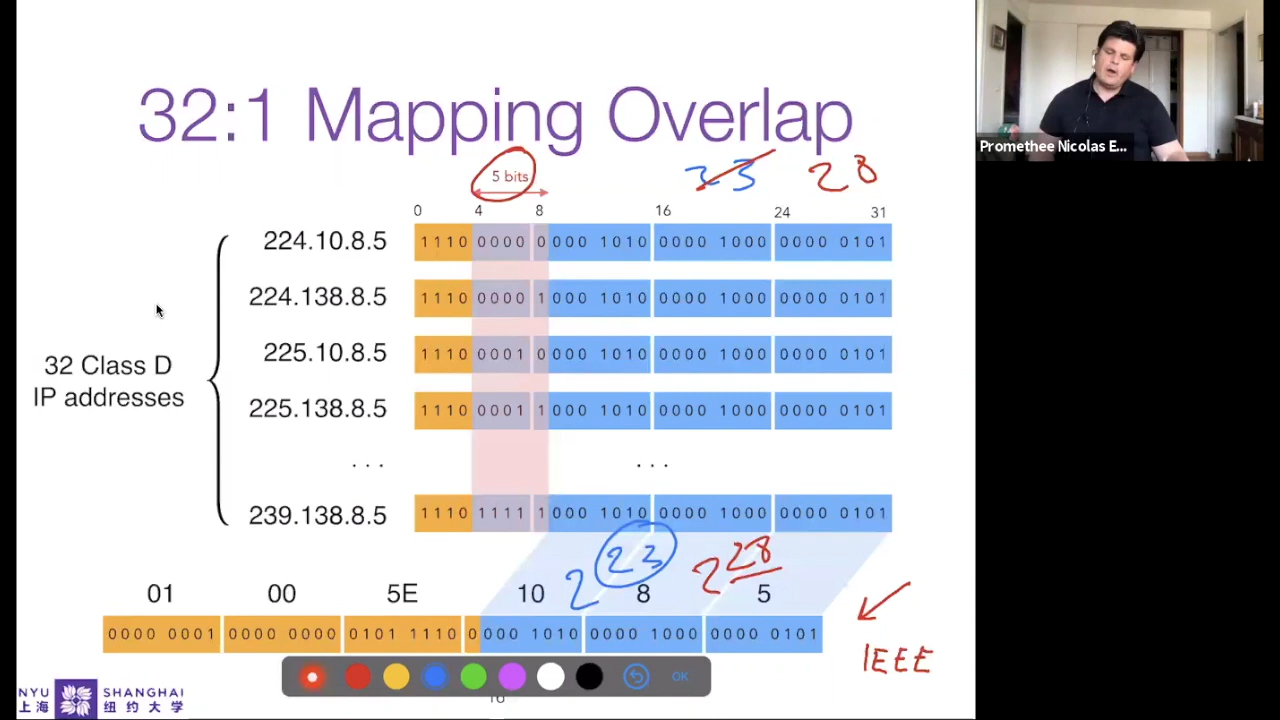 32:1 Mapping Overlap
Promethee Nicolas E...
5 bits
23 28
0 4 8 16 24 31
224.10.8.5 1110 0000 0000 1010 0000 1000 0000 0101
224.138.8.5 1110 0000 1000 1010 0000 1000 0000 0101
225.10.8.5 1110 0001 0000 1010 0000 1000 0000 0101
225.138.8.5 1110 0001 1000 1010 0000 1000 0000 0101
32 Class D
IP addresses
... ...
239.138.8.5 1110 1111 1000 1010 0000 1000 0000 0101
2 23 2 28
01 00 5E 10 8 5
0000 0001 0000 0000 0101 1110 0000 1010 0000 1000 0000 0101
IEEE
OK
16
NYU SHANGHAI
上海 纽约大学